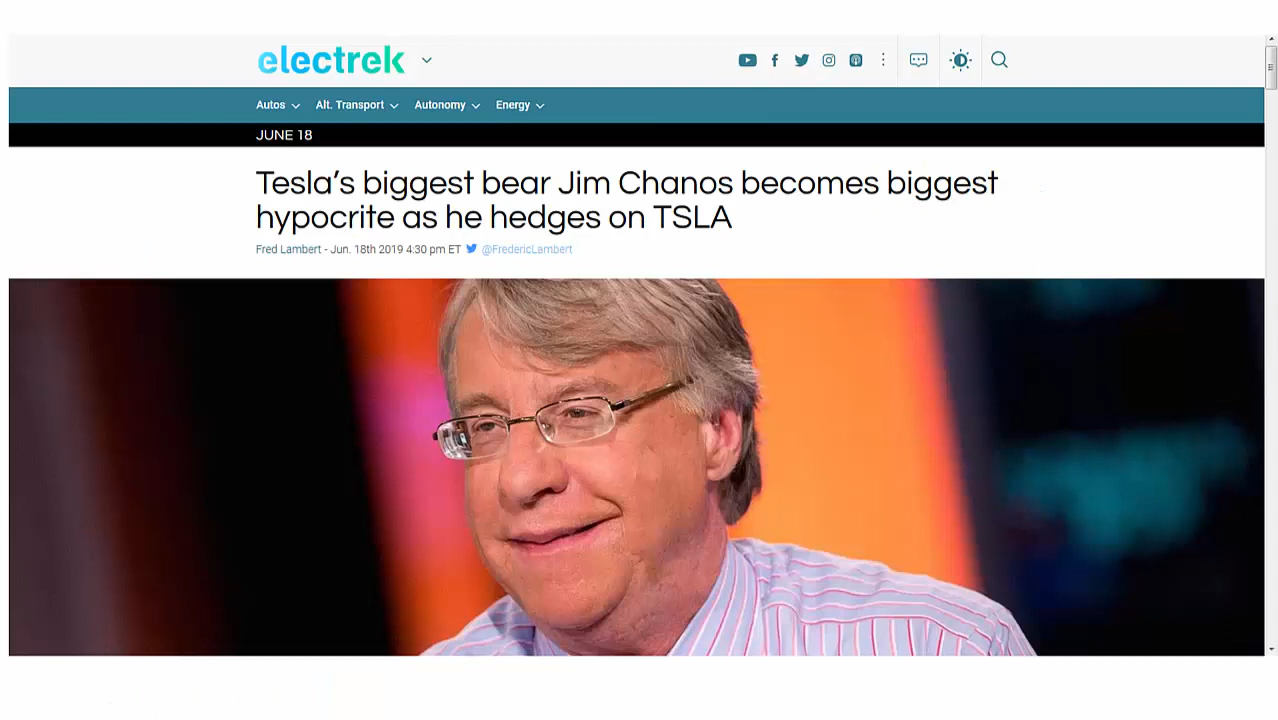 electrek
Autos Alt. Transport Autonomy Energy
JUNE 18
Tesla’s biggest bear Jim Chanos becomes biggest
hypocrite as he hedges on TSLA
Fred Lambert - Jun. 18th 2019 4:30 pm ET @FredericLambert